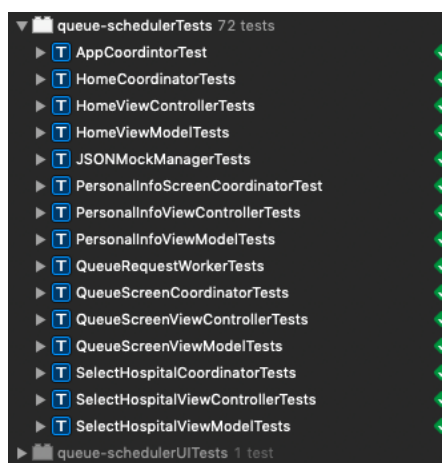 queue-schedulerTests 72 tests
T AppCoordintorTest
T HomeCoordinatorTests
T HomeViewControllerTests
T HomeViewModelTests
T JSONMockManagerTests
T PersonalInfoScreenCoordinatorTest
T PersonalInfoViewControllerTests
T PersonalInfoViewModelTests
T QueueRequestWorkerTests
T QueueScreenCoordinatorTests
T QueueScreenViewControllerTests
T QueueScreenViewModelTests
T SelectHospitalCoordinatorTests
T SelectHospitalViewControllerTests
T SelectHospitalViewModelTests
queue-schedulerUITests 1 test